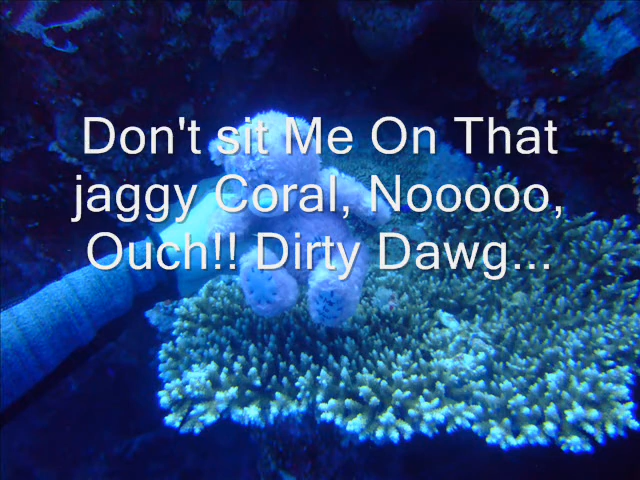 Don't sit Me On That
jaggy Coral, Nooooo,
Ouch!! Dirty Dawg...